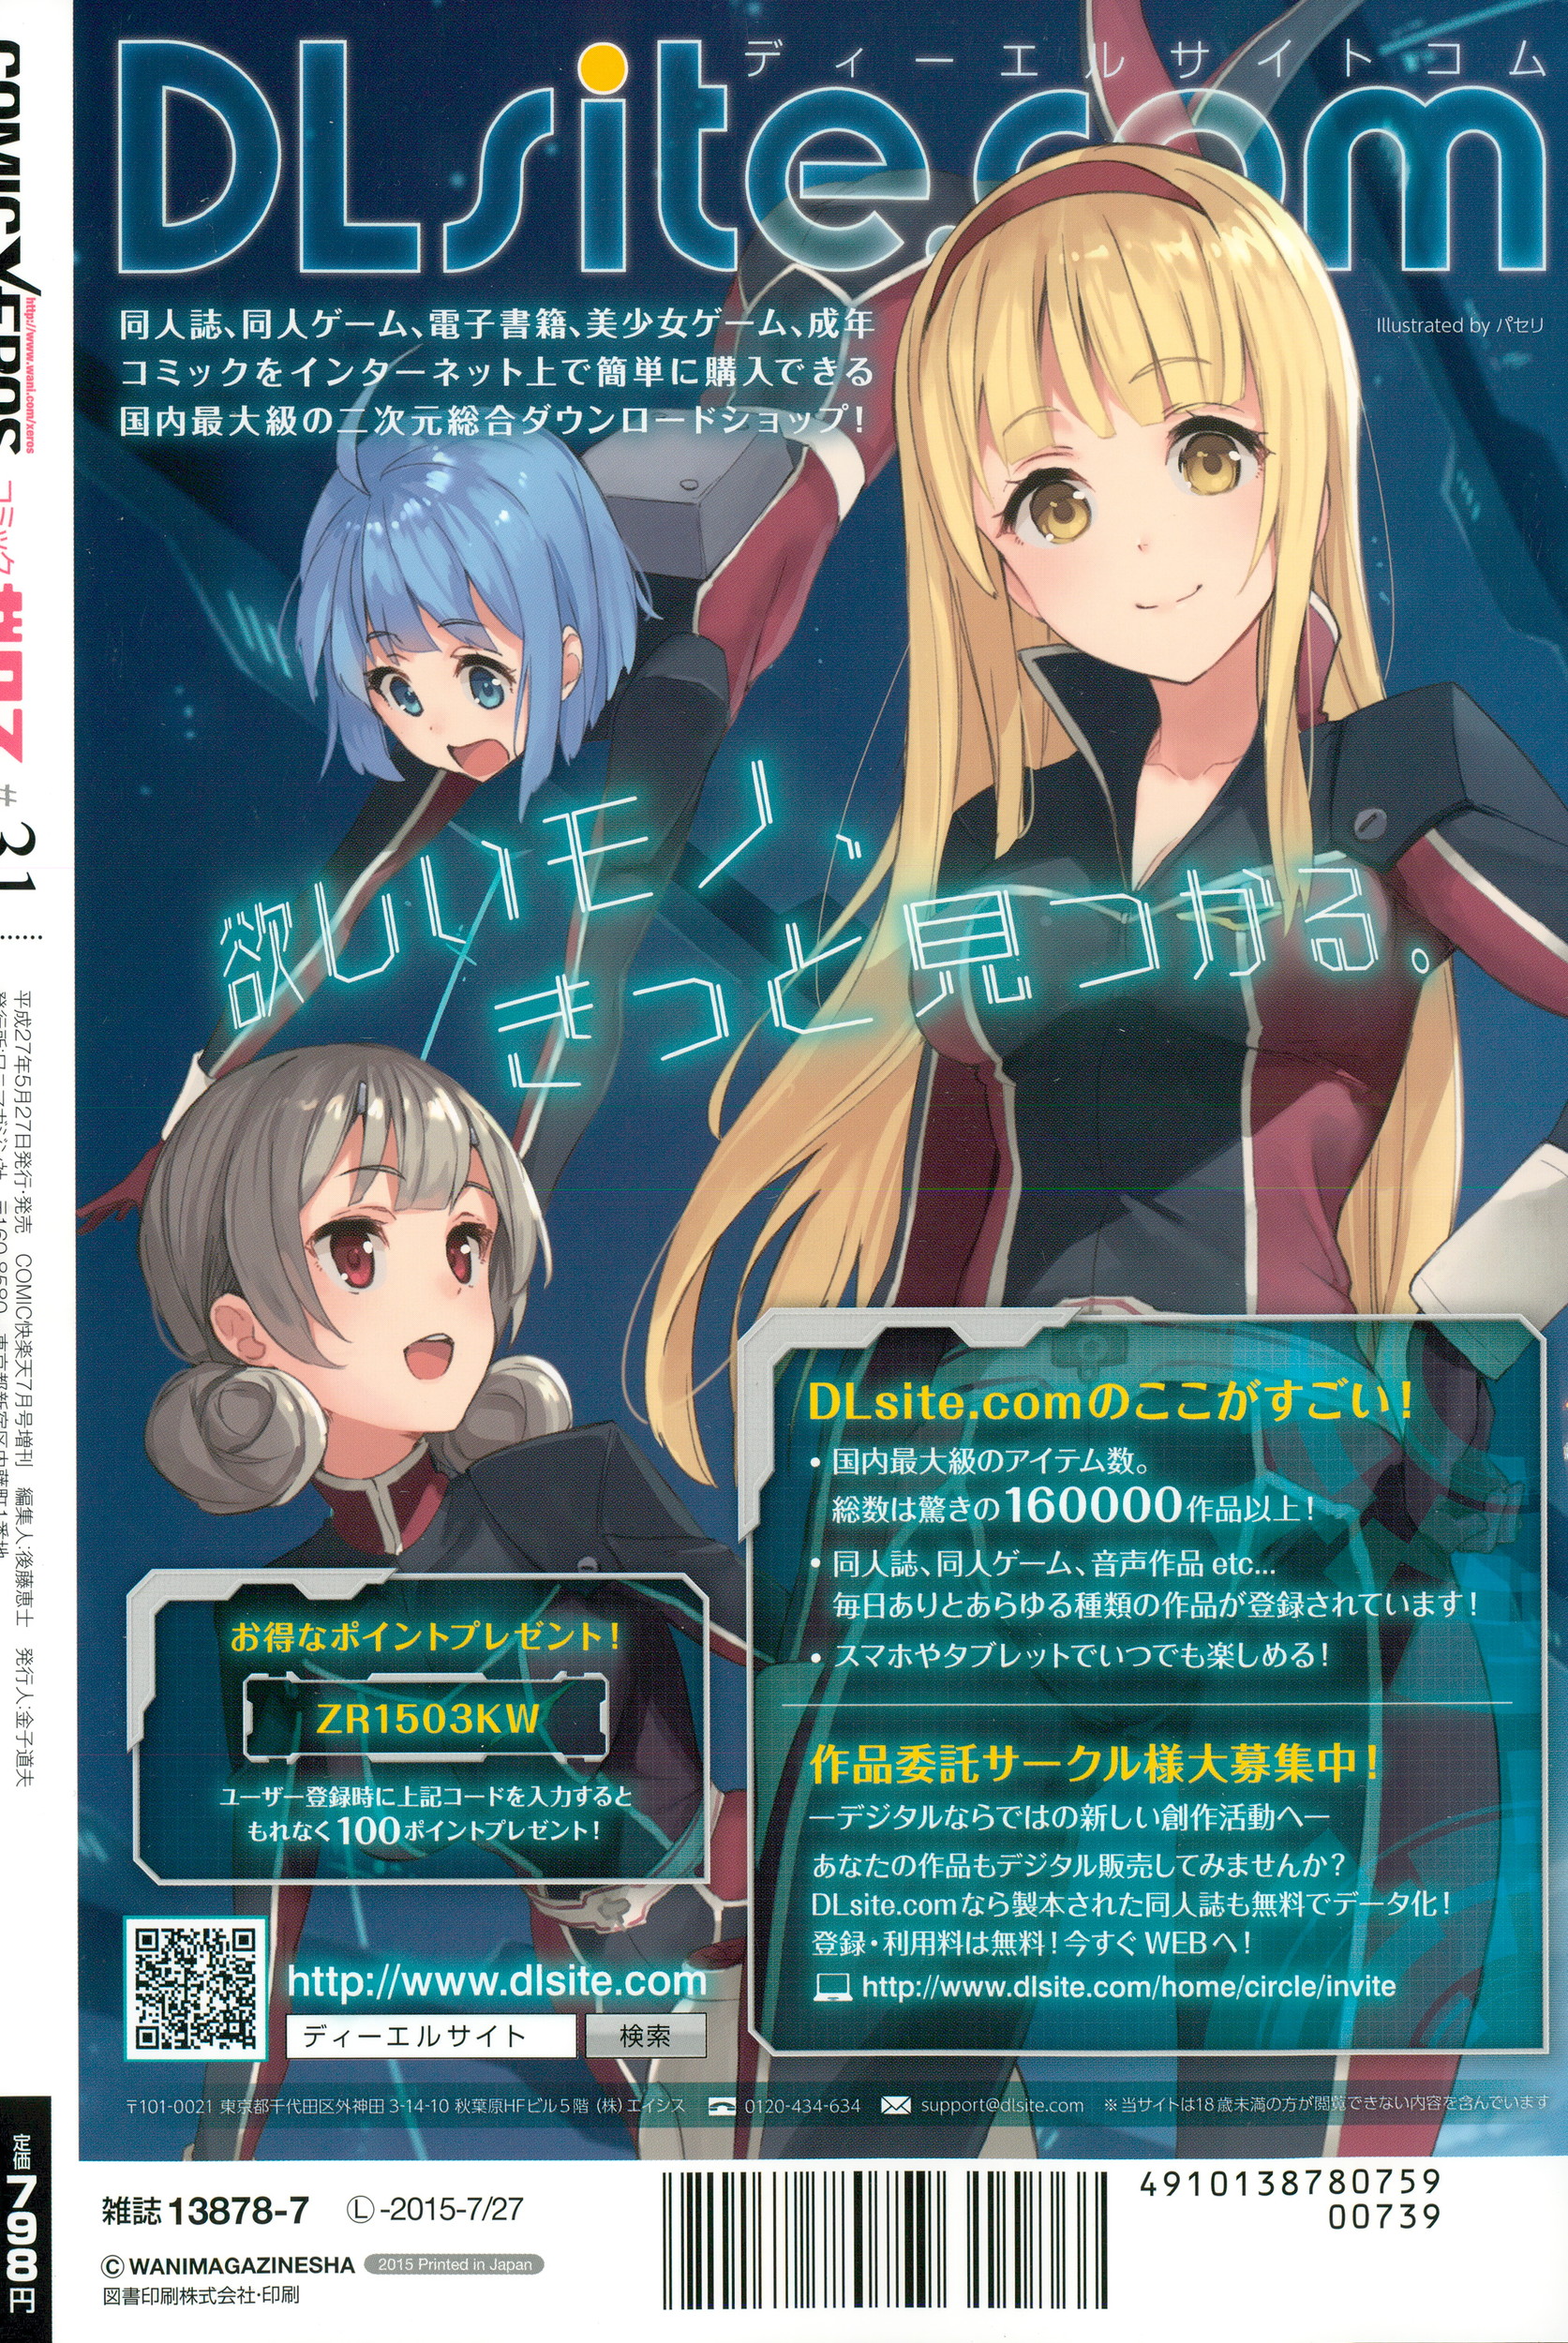 ディーエルサイトコム
DLsite.com
Illustrated by パセリ
同人誌、同人ゲーム、電子書籍、美少女ゲーム、成年
コミックをインターネット上で簡単に購入できる
国内最大級の二次元総合ダウンロードショップ！
欲しいモノ、
きっと見つかる。
DLsite.comのここがすごい！
・国内最大級のアイテム数。
総数は驚きの160000作品以上！
・同人誌、同人ゲーム、音声作品 etc...
毎日ありとあらゆる種類の作品が登録されています！
・スマホやタブレットでいつでも楽しめる！
作品委託サークル様大募集中！
―デジタルならではの新しい創作活動へ―
あなたの作品もデジタル販売してみませんか？
DLsite.comなら製本された同人誌も無料でデータ化！
登録・利用料は無料！今すぐWEBへ！
http://www.dlsite.com/home/circle/invite
お得なポイントプレゼント！
ZR1503KW
ユーザー登録時に上記コードを入力すると
もれなく100ポイントプレゼント！
http://www.dlsite.com
ディーエルサイト 検索
〒101-0021 東京都千代田区外神田 3-14-10 秋葉原HFビル5階 (株) エイシス 0120-434-634 support@dlsite.com ※当サイトは18歳未満の方が閲覧できない内容を含んでいます
雑誌 13878-7 Ⓛ-2015-7/27
©WANIMAGAZINESHA 2015 Printed in Japan
図書印刷株式会社・印刷
4910138780759
00739
COMIC XEROS
http://www.wani.com/xeros
コミックゼロス
#31
平成27年5月27日発行・発売 COMIC快楽天7月号増刊 編集人:後藤恵士 発行人:金子道夫
定価798円